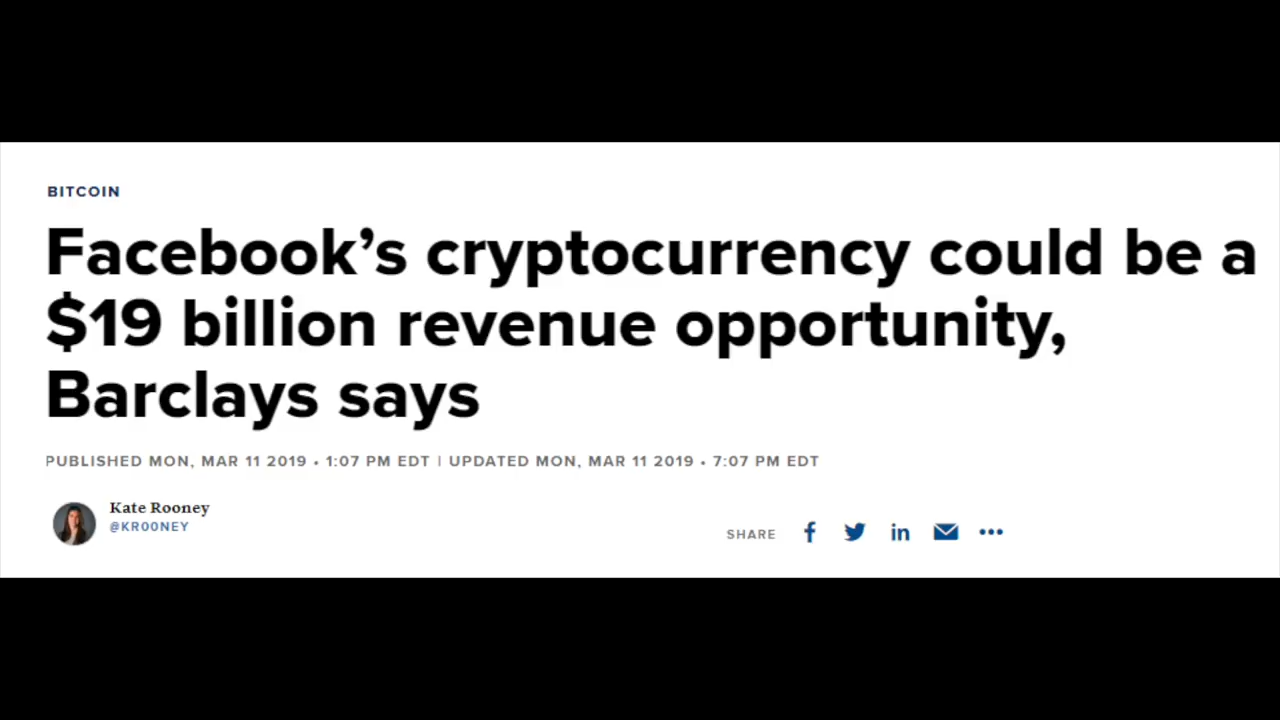 BITCOIN
Facebook’s cryptocurrency could be a
$19 billion revenue opportunity,
Barclays says
PUBLISHED MON, MAR 11 2019 • 1:07 PM EDT | UPDATED MON, MAR 11 2019 • 7:07 PM EDT
Kate Rooney
@KR00NEY
SHARE